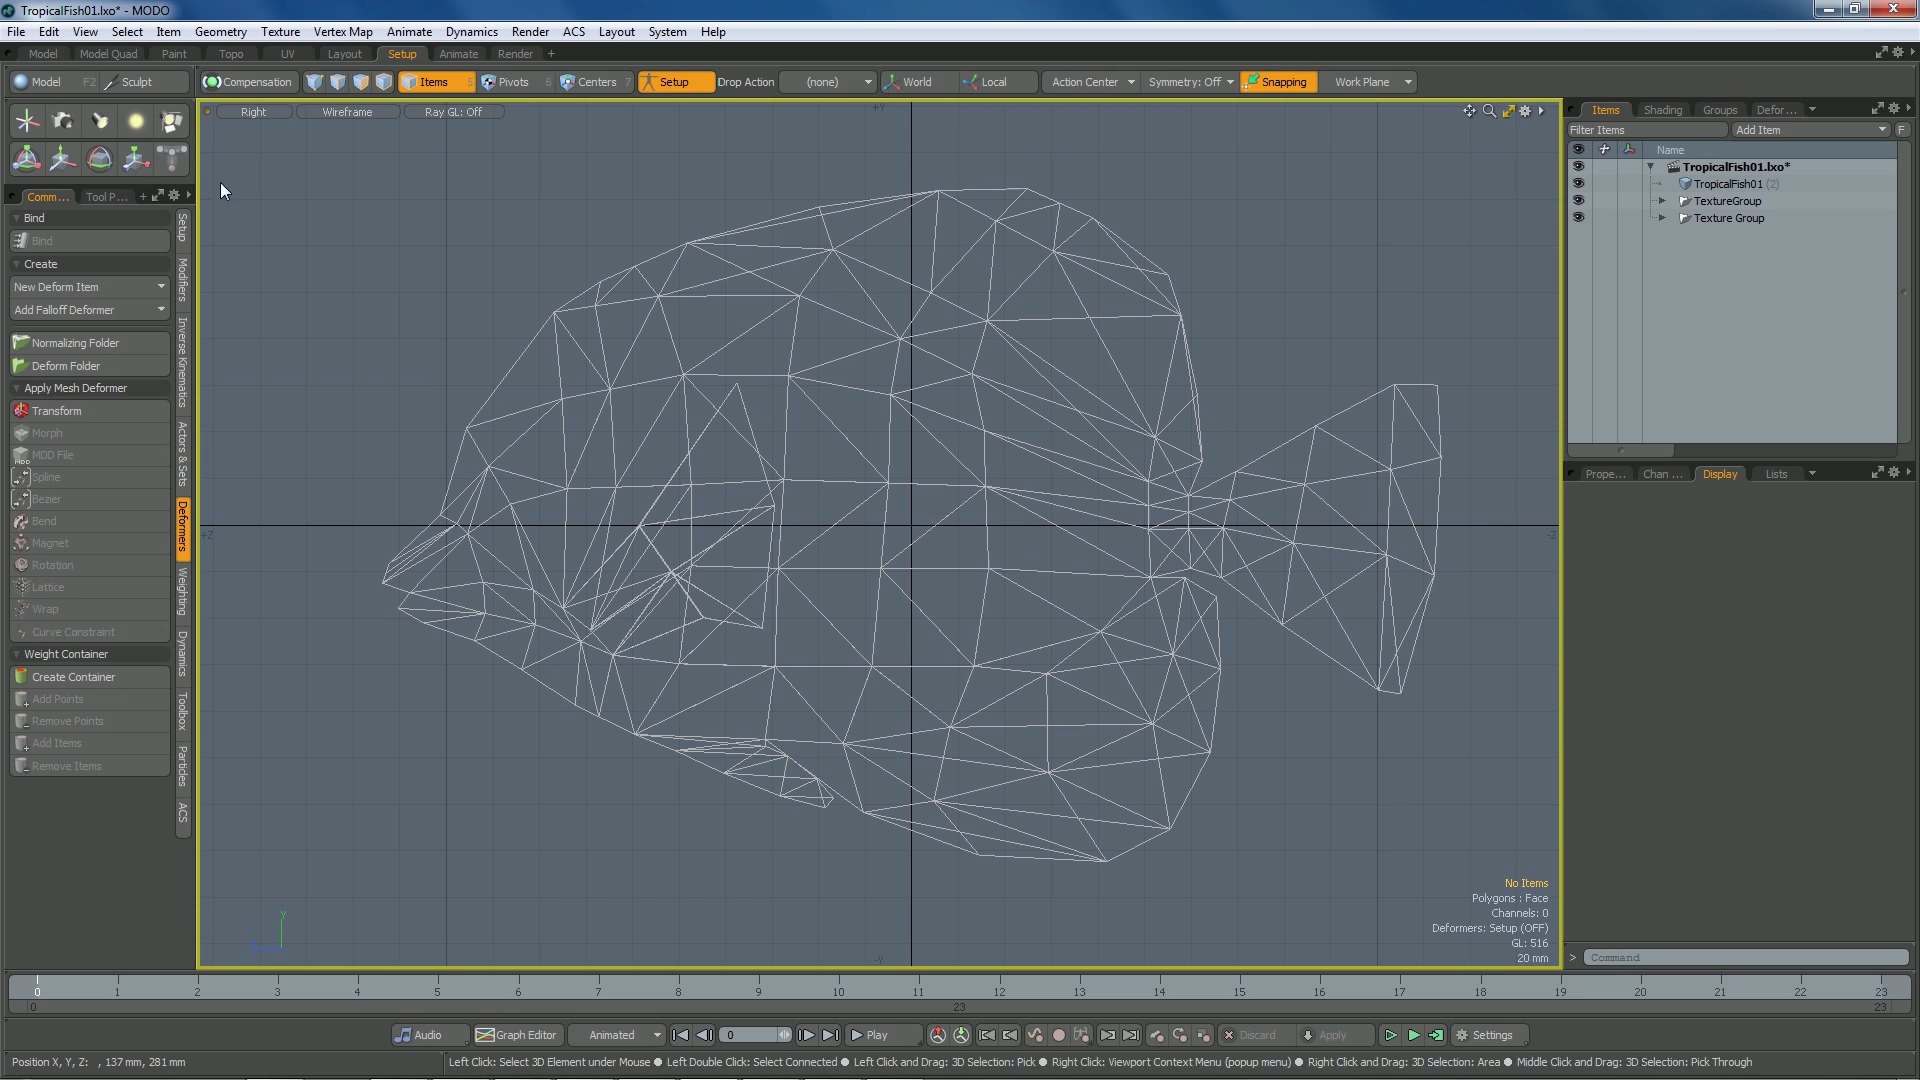 TropicalFish01.lxo* - MODO
File Edit View Select Item Geometry Texture Vertex Map Animate Dynamics Render ACS Layout System Help
Model Model Quad Paint Topo UV Layout Setup Animate Render +
Model F2 Sculpt Compensation Items 5 Pivots 6 Centers 7 Setup Drop Action (none) World Local Action Center Symmetry: Off Snapping Work Plane
Right Wireframe Ray GL: Off
+Y
+Z
-Z
-Y
Y
No Items
Polygons : Face
Channels: 0
Deformers: Setup (OFF)
GL: 516
20 mm
Comm... Tool P... +
Bind
Bind
Create
New Deform Item
Add Falloff Deformer
Normalizing Folder
Deform Folder
Apply Mesh Deformer
Transform
Morph
MDD File
Spline
Bezier
Bend
Magnet
Rotation
Lattice
Wrap
Curve Constraint
Weight Container
Create Container
Add Points
Remove Points
Add Items
Remove Items
Setup
Modifiers
Inverse Kinematics
Actors & Sets
Deformers
Weighting
Dynamics
Toolbox
Particles
ACS
Items Shading Groups Defor ...
Filter Items Add Item F
Name
TropicalFish01.lxo*
TropicalFish01 (2)
TextureGroup
Texture Group
Prope... Chan ... Display Lists
> Command
0 1 2 3 4 5 6 7 8 9 10 11 12 13 14 15 16 17 18 19 20 21 22 23
0 23 23
Audio Graph Editor Animated 0 Play Discard Apply Settings
Position X, Y, Z: , 137 mm, 281 mm
Left Click: Select 3D Element under Mouse ● Left Double Click: Select Connected ● Left Click and Drag: 3D Selection: Pick ● Right Click: Viewport Context Menu (popup menu) ● Right Click and Drag: 3D Selection: Area ● Middle Click and Drag: 3D Selection: Pick Through